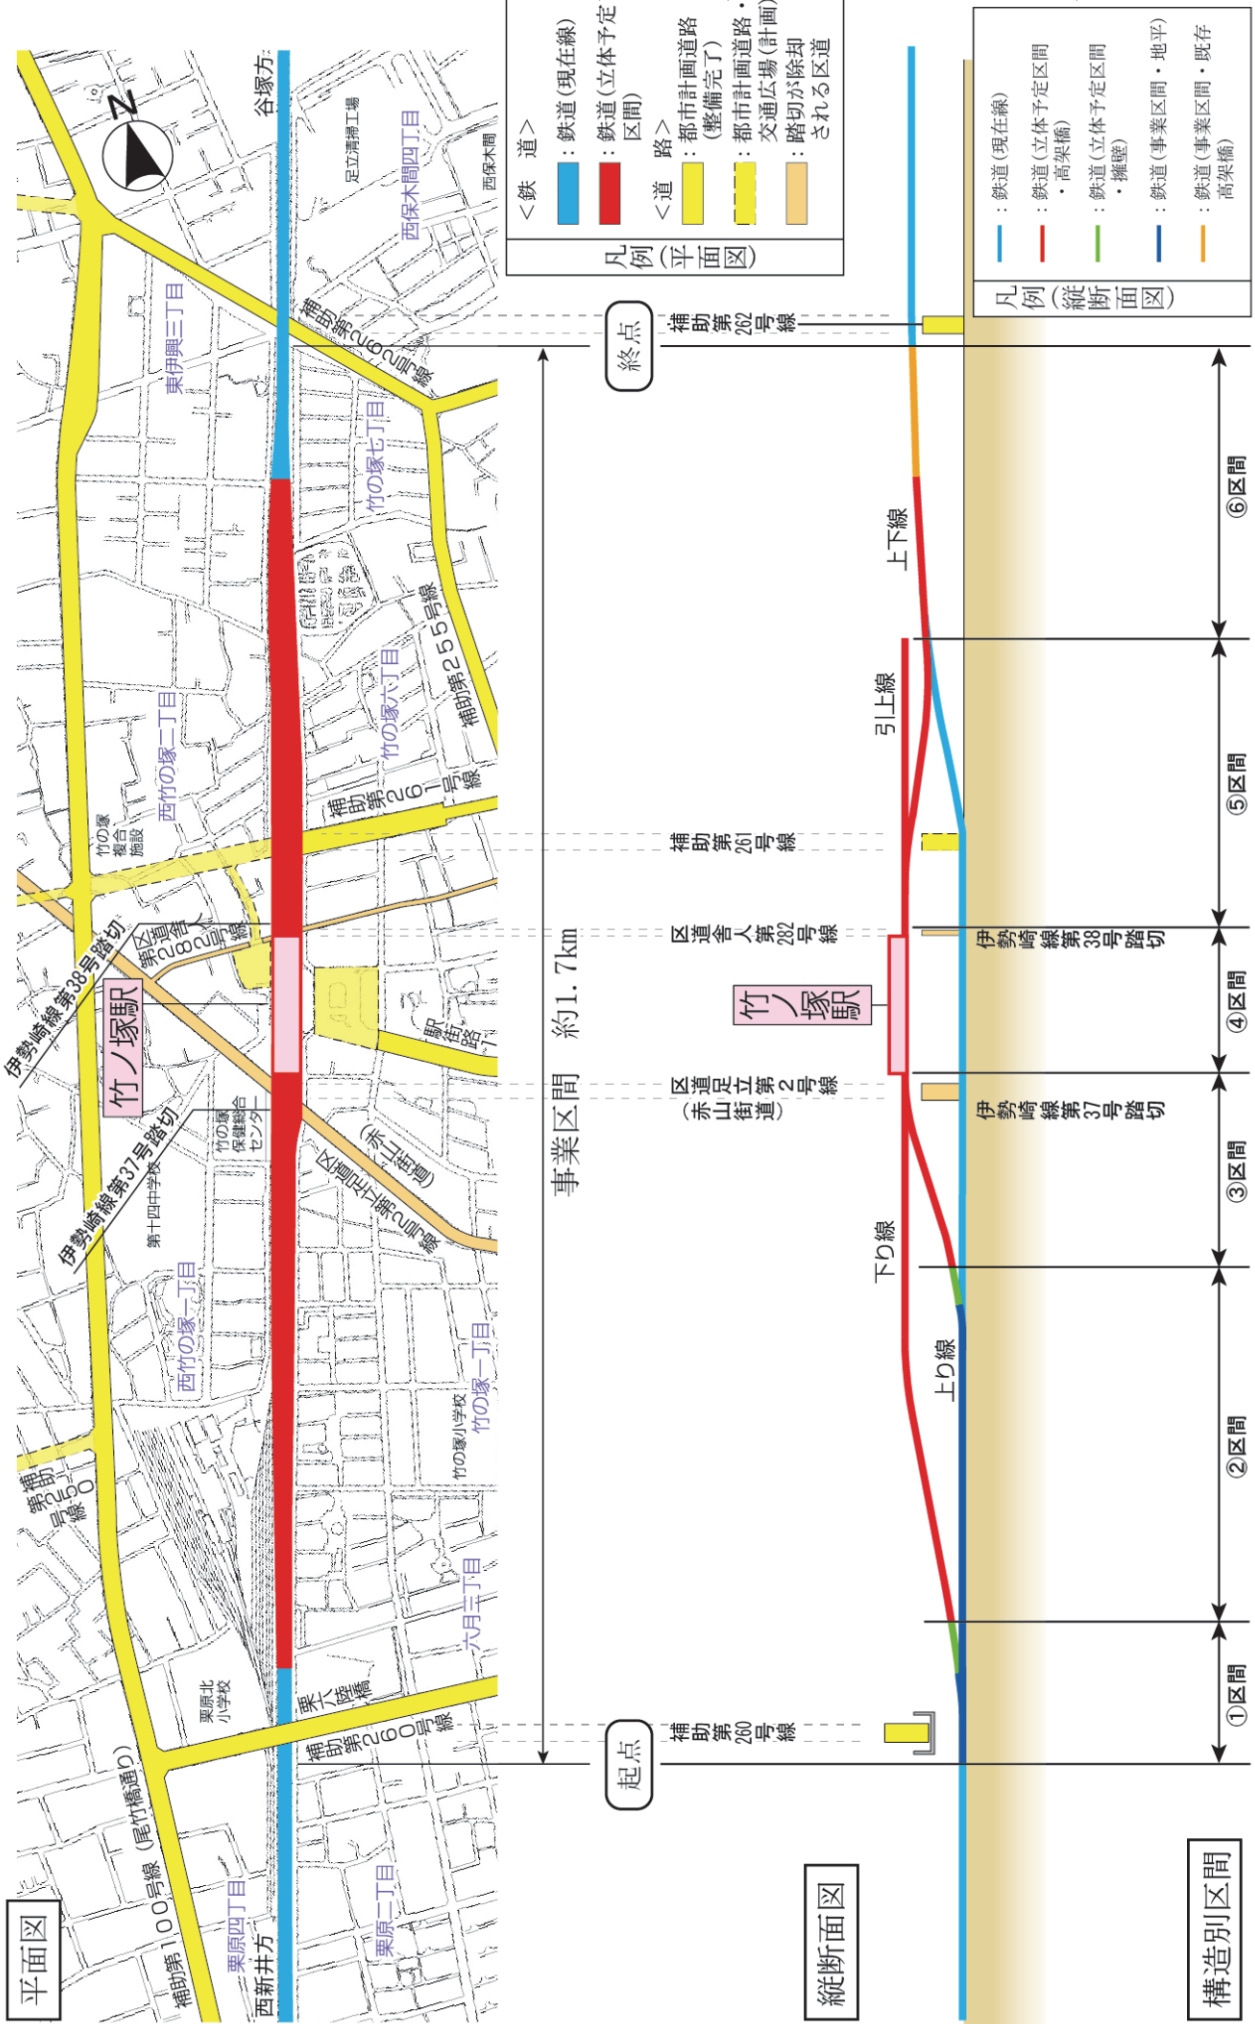 平面図
谷塚方
西新井方
足立清掃工場
西保木間四丁目
西保木間
東伊興三丁目
補助第262号線
竹の塚七丁目
西竹の塚二丁目
竹の塚六丁目
補助第255号線
補助第261号線
竹の塚
複合
施設
伊勢崎線第38号踏切
区道舎人
第282号線
竹ノ塚駅
駅街路1
伊勢崎線第37号踏切
竹の塚
保健総合
センター
第十四中学校
(赤山街道)
区道足立第2号線
西竹の塚一丁目
竹の塚一丁目
竹の塚小学校
補助
第250
号線
六月三丁目
栗原北
小学校
栗六陸橋
補助第260号線
補助第100号線(尾竹橋通り)
栗原四丁目
栗原二丁目
凡例(平面図)
<鉄 道>
:鉄道(現在線)
:鉄道(立体予定
区間)
<道 路>
:都市計画道路
(整備完了)
:都市計画道路・
交通広場(計画)
:踏切が除却
される区道
起点
事業区間 約1.7km
終点
補助第260号線
区道足立第2号線
(赤山街道)
区道舎人第282号線
補助第261号線
補助第262号線
縦断面図
竹ノ塚駅
上り線
下り線
引上線
上下線
伊勢崎線第37号踏切
伊勢崎線第38号踏切
凡例(縦断面図)
:鉄道(現在線)
:鉄道(立体予定区間
・高架橋)
:鉄道(立体予定区間
・擁壁)
:鉄道(事業区間・地平)
:鉄道(事業区間・既存
高架橋)
構造別区間
①区間
②区間
③区間
④区間
⑤区間
⑥区間
N